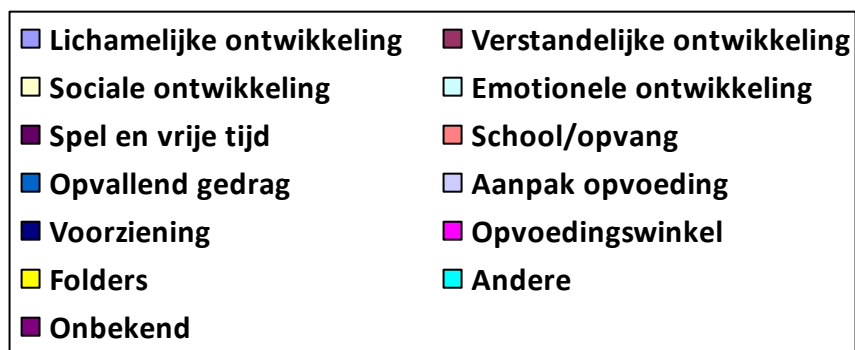 Lichamelijke ontwikkeling Verstandelijke ontwikkeling
Sociale ontwikkeling Emotionele ontwikkeling
Spel en vrije tijd School/opvang
Opvallend gedrag Aanpak opvoeding
Voorziening Opvoedingswinkel
Folders Andere
Onbekend